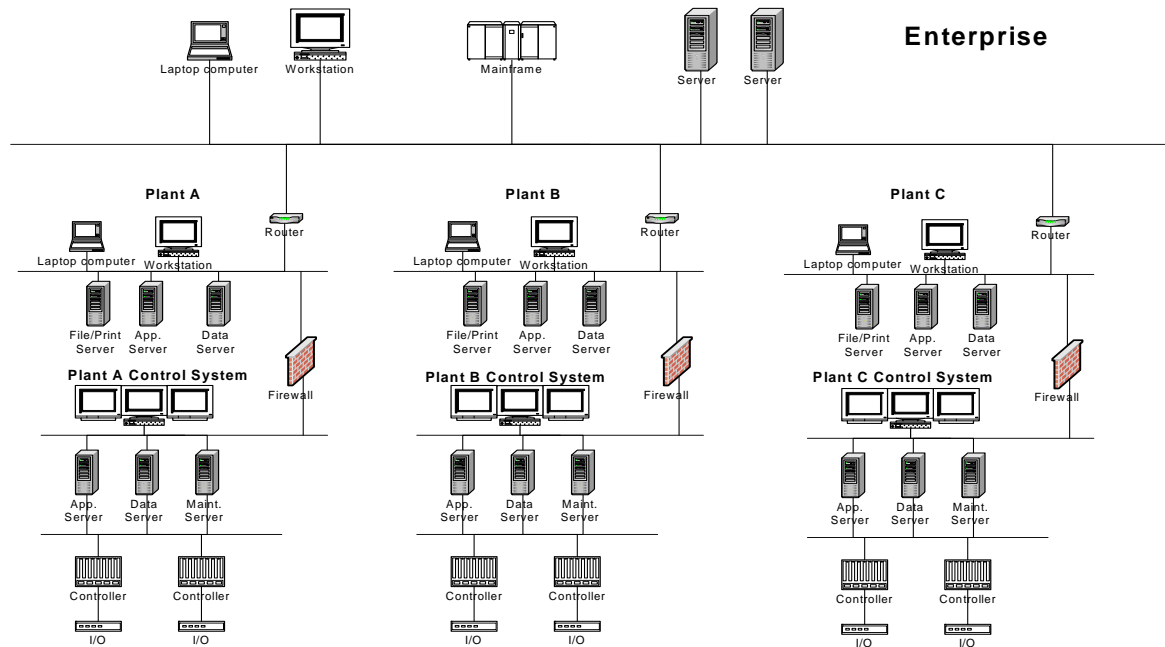 Enterprise
Laptop computer
Workstation
Mainframe
Server
Server
Plant A
Router
Laptop computer
Workstation
File/Print
Server
App.
Server
Data
Server
Firewall
Plant A Control System
App.
Server
Data
Server
Maint.
Server
Controller
Controller
I/O
I/O
Plant B
Router
Laptop computer
Workstation
File/Print
Server
App.
Server
Data
Server
Firewall
Plant B Control System
App.
Server
Data
Server
Maint.
Server
Controller
Controller
I/O
I/O
Plant C
Router
Laptop computer
Workstation
File/Print
Server
App.
Server
Data
Server
Firewall
Plant C Control System
App.
Server
Data
Server
Maint.
Server
Controller
Controller
I/O
I/O